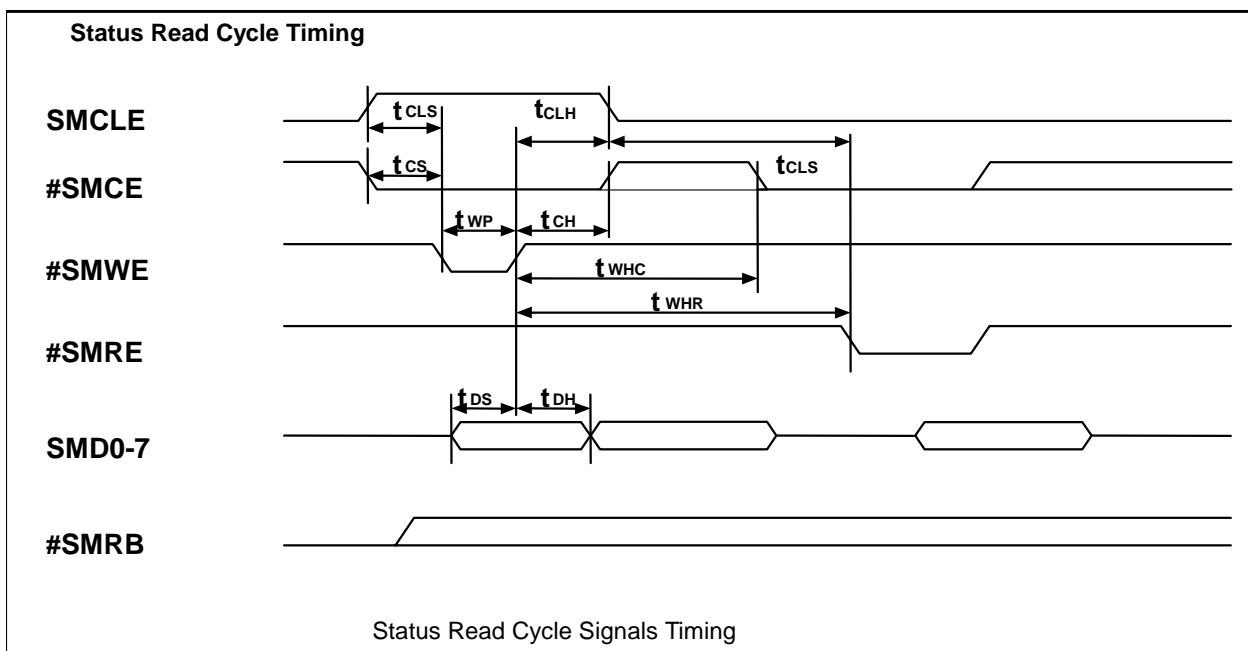 Status Read Cycle Timing
SMCLE
tCLS
tCLH
#SMCE
tCS
tCLS
tWP
tCH
#SMWE
tWHC
tWHR
#SMRE
tDS
tDH
SMD0-7
#SMRB
Status Read Cycle Signals Timing